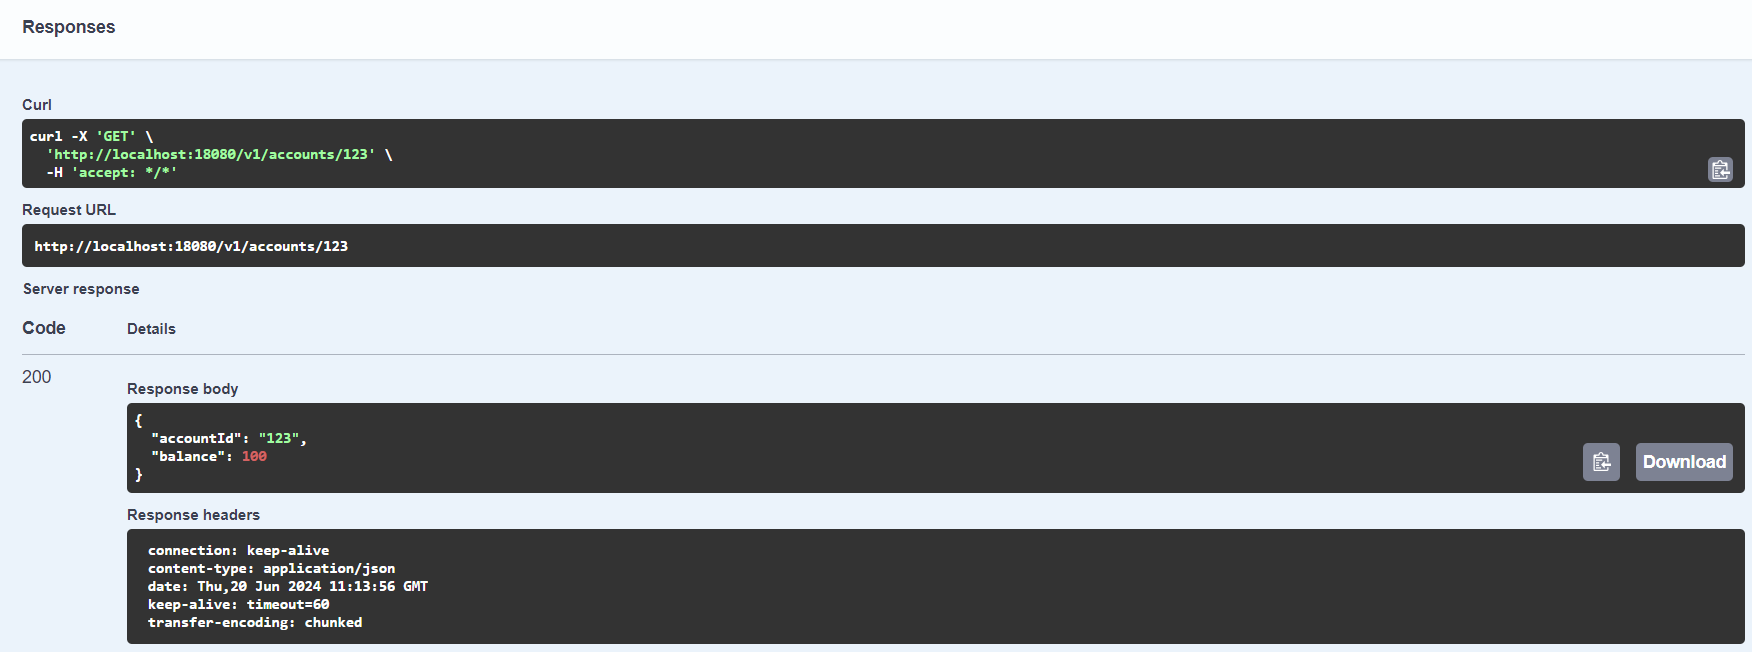 Responses
Curl
curl -X 'GET' \
  'http://localhost:18080/v1/accounts/123' \
  -H 'accept: */*'
Request URL
http://localhost:18080/v1/accounts/123
Server response
Code Details
200
Response body
{
  "accountId": "123",
  "balance": 100
}
Download
Response headers
connection: keep-alive
content-type: application/json
date: Thu,20 Jun 2024 11:13:56 GMT
keep-alive: timeout=60
transfer-encoding: chunked